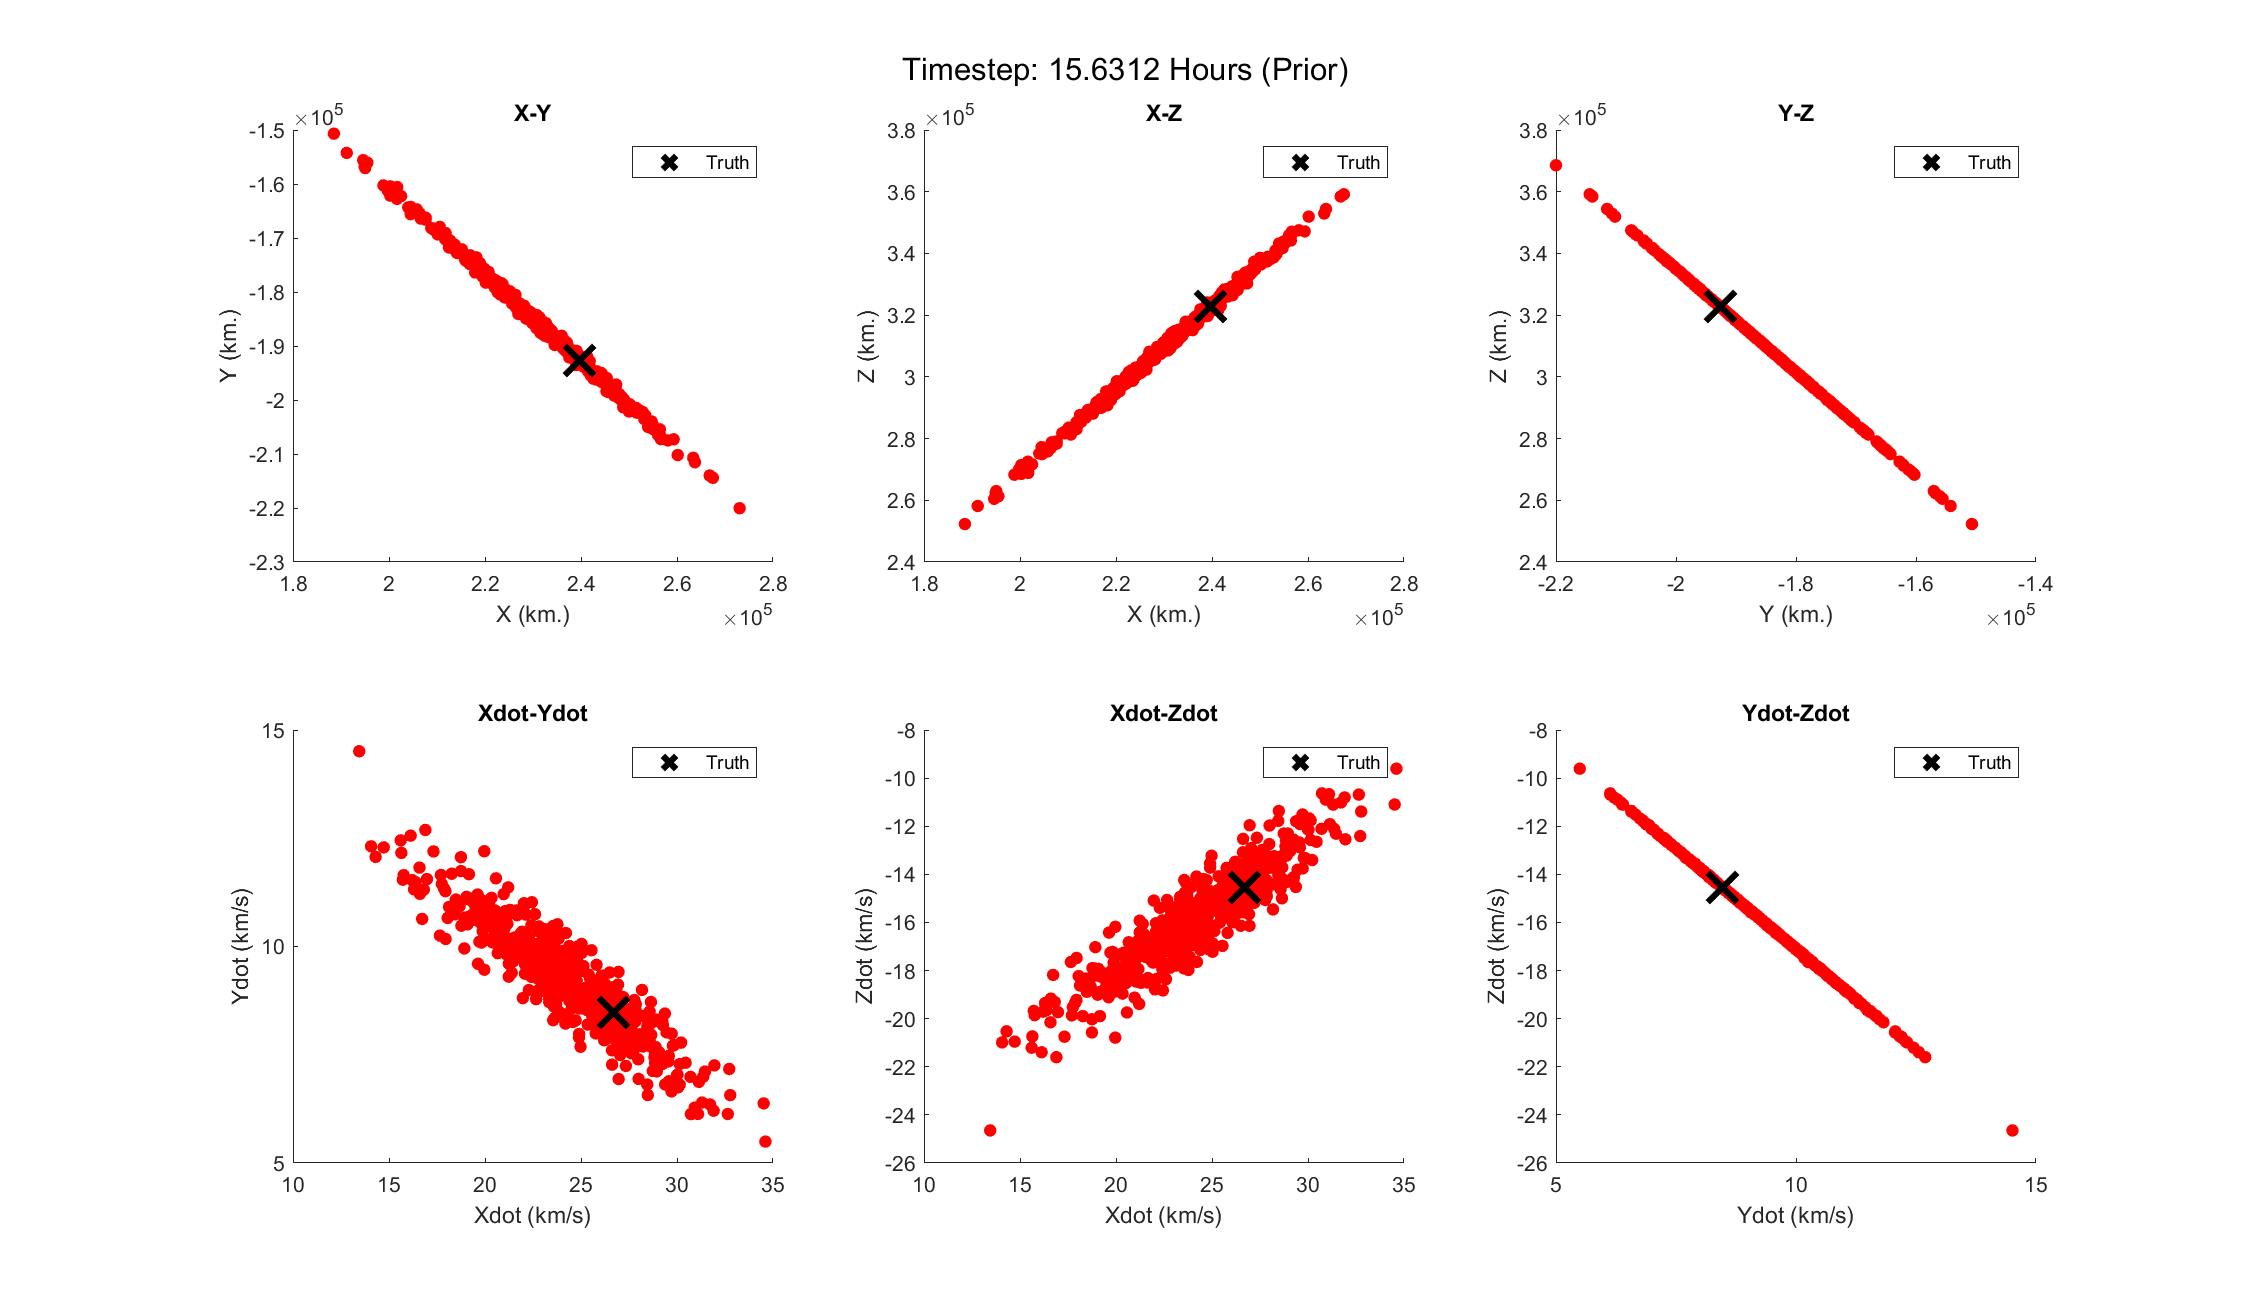 Timestep: 15.6312 Hours (Prior)
X-Y
×10^5
-1.5
-1.6
-1.7
-1.8
-1.9
-2
-2.1
-2.2
-2.3
Y (km.)
Truth
1.8 2 2.2 2.4 2.6 2.8
X (km.)
×10^5
X-Z
×10^5
3.8
3.6
3.4
3.2
3
2.8
2.6
2.4
Z (km.)
Truth
1.8 2 2.2 2.4 2.6 2.8
X (km.)
×10^5
Y-Z
×10^5
3.8
3.6
3.4
3.2
3
2.8
2.6
2.4
Z (km.)
Truth
-2.2 -2 -1.8 -1.6 -1.4
Y (km.)
×10^5
Xdot-Ydot
15
10
5
Ydot (km/s)
Truth
10 15 20 25 30 35
Xdot (km/s)
Xdot-Zdot
-8
-10
-12
-14
-16
-18
-20
-22
-24
-26
Zdot (km/s)
Truth
10 15 20 25 30 35
Xdot (km/s)
Ydot-Zdot
-8
-10
-12
-14
-16
-18
-20
-22
-24
-26
Zdot (km/s)
Truth
5 10 15
Ydot (km/s)